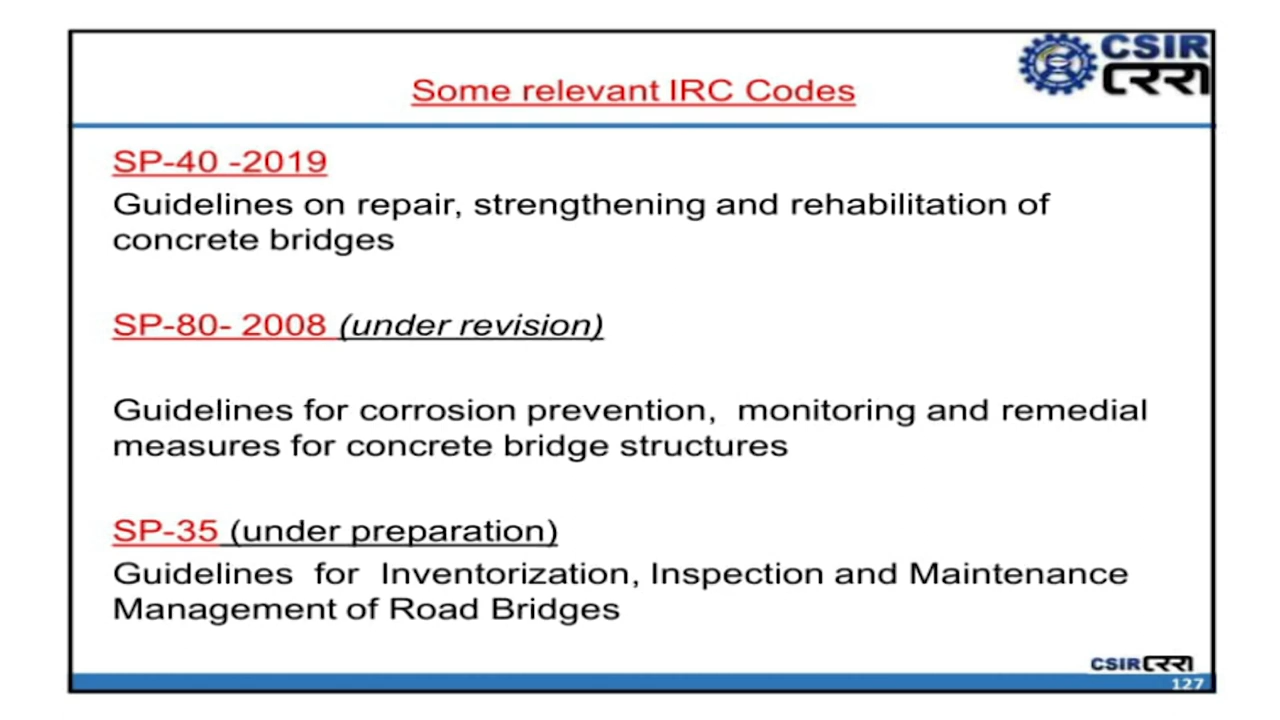 CSIR
Some relevant IRC Codes
SP-40 -2019
Guidelines on repair, strengthening and rehabilitation of
concrete bridges
SP-80- 2008 (under revision)
Guidelines for corrosion prevention,  monitoring and remedial
measures for concrete bridge structures
SP-35 (under preparation)
Guidelines  for  Inventorization, Inspection and Maintenance
Management of Road Bridges
CSIR
127